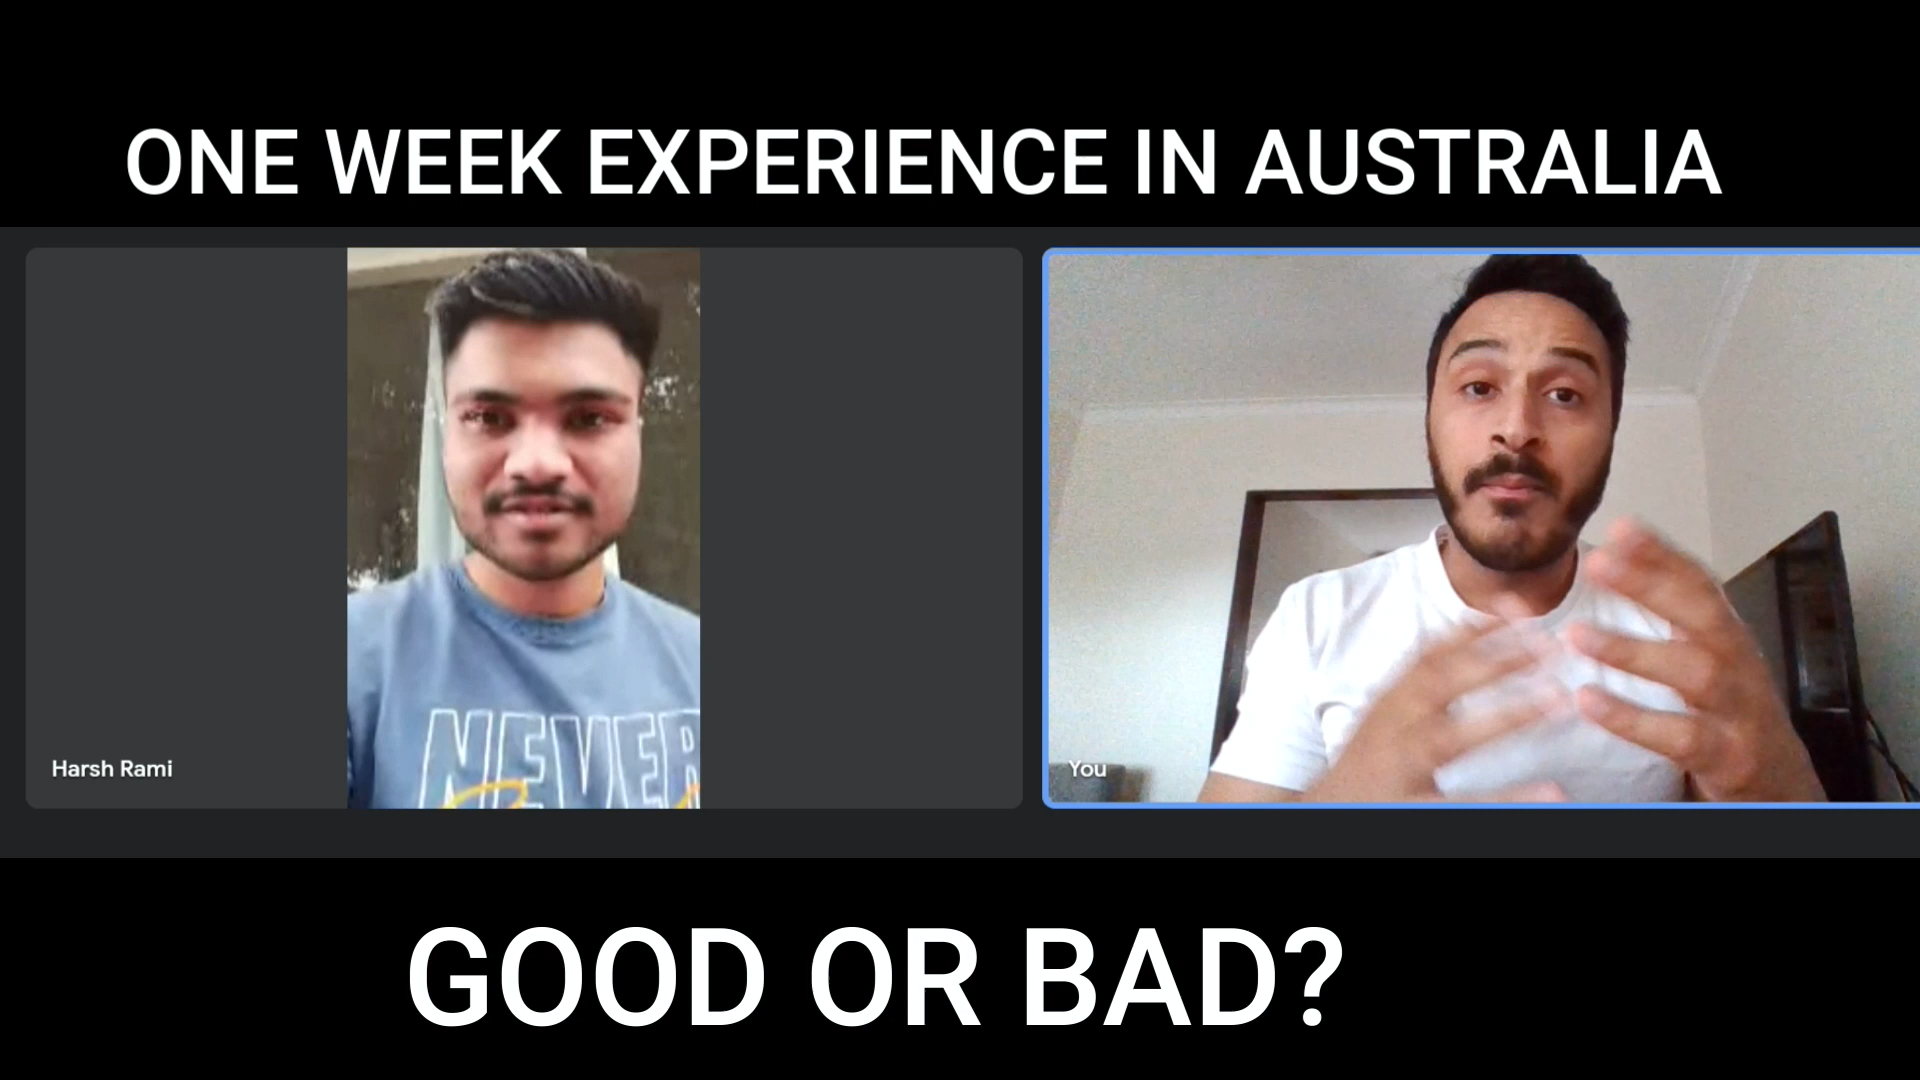 ONE WEEK EXPERIENCE IN AUSTRALIA
NEVER
Harsh Rami
You
GOOD OR BAD?